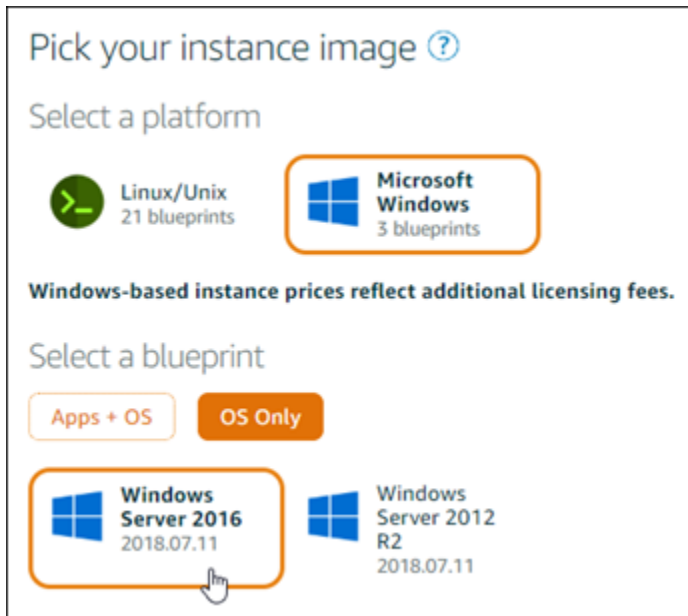 Pick your instance image ?
Select a platform
Linux/Unix
21 blueprints
Microsoft
Windows
3 blueprints
Windows-based instance prices reflect additional licensing fees.
Select a blueprint
Apps + OS
OS Only
Windows
Server 2016
2018.07.11
Windows
Server 2012
R2
2018.07.11